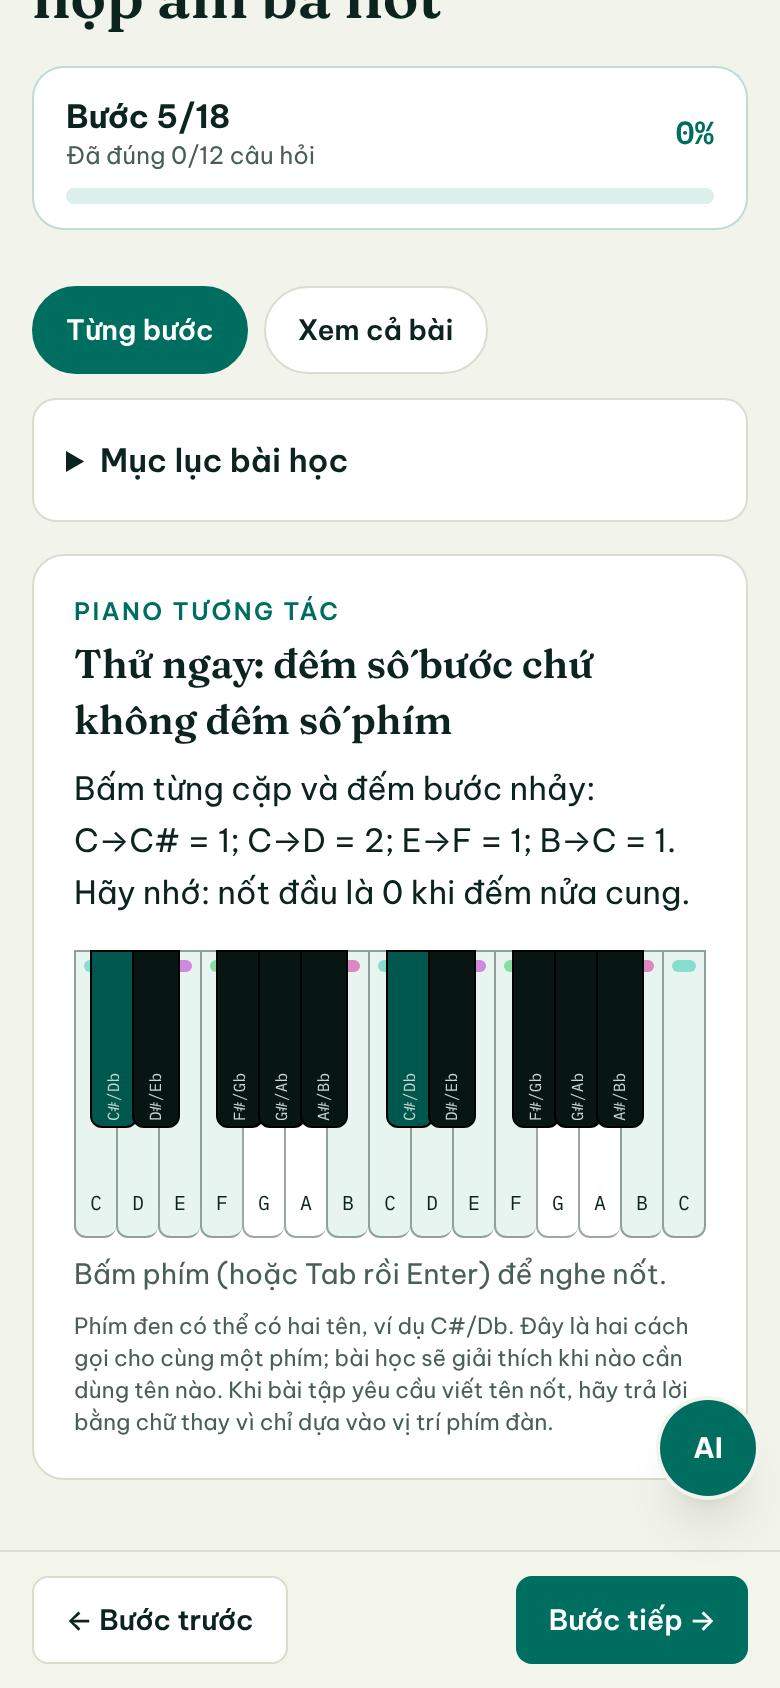 hợp âm ba nốt
Bước 5/18
Đã đúng 0/12 câu hỏi
0%
Từng bước
Xem cả bài
▶ Mục lục bài học
PIANO TƯƠNG TÁC
Thử ngay: đếm số bước chứ
không đếm số phím
Bấm từng cặp và đếm bước nhảy:
C→C# = 1; C→D = 2; E→F = 1; B→C = 1.
Hãy nhớ: nốt đầu là 0 khi đếm nửa cung.
C#/Db D#/Eb F#/Gb G#/Ab A#/Bb C#/Db D#/Eb F#/Gb G#/Ab A#/Bb
C D E F G A B C D E F G A B C
Bấm phím (hoặc Tab rồi Enter) để nghe nốt.
Phím đen có thể có hai tên, ví dụ C#/Db. Đây là hai cách
gọi cho cùng một phím; bài học sẽ giải thích khi nào cần
dùng tên nào. Khi bài tập yêu cầu viết tên nốt, hãy trả lời
bằng chữ thay vì chỉ dựa vào vị trí phím đàn.
AI
← Bước trước
Bước tiếp →